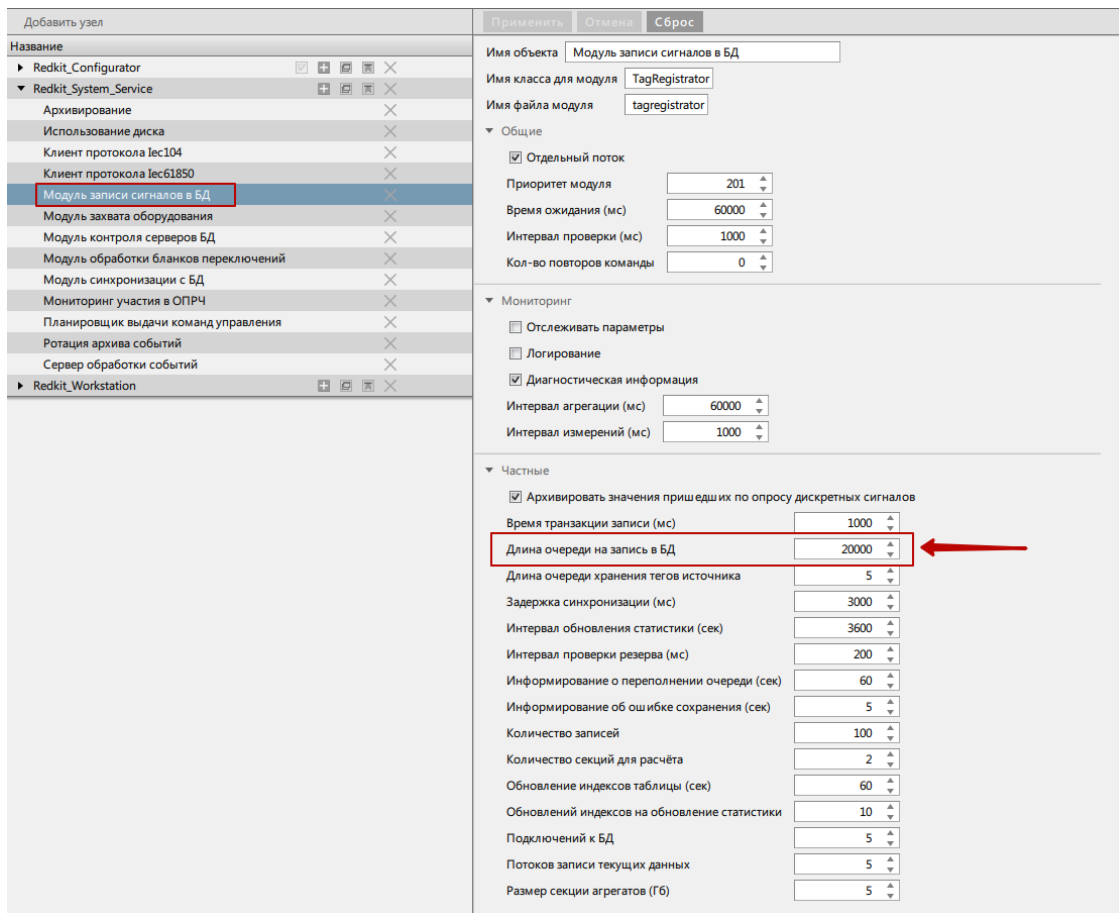 Добавить узел
Название
Redkit_Configurator
Redkit_System_Service
Архивирование
Использование диска
Клиент протокола Iec104
Клиент протокола Iec61850
Модуль записи сигналов в БД
Модуль захвата оборудования
Модуль контроля серверов БД
Модуль обработки бланков переключений
Модуль синхронизации с БД
Мониторинг участия в ОПРЧ
Планировщик выдачи команд управления
Ротация архива событий
Сервер обработки событий
Redkit_Workstation
Применить Отмена Сброс
Имя объекта Модуль записи сигналов в БД
Имя класса для модуля TagRegistrator
Имя файла модуля tagregistrator
Общие
Отдельный поток
Приоритет модуля 201
Время ожидания (мс) 60000
Интервал проверки (мс) 1000
Кол-во повторов команды 0
Мониторинг
Отслеживать параметры
Логирование
Диагностическая информация
Интервал агрегации (мс) 60000
Интервал измерений (мс) 1000
Частные
Архивировать значения пришедших по опросу дискретных сигналов
Время транзакции записи (мс) 1000
Длина очереди на запись в БД 20000
Длина очереди хранения тегов источника 5
Задержка синхронизации (мс) 3000
Интервал обновления статистики (сек) 3600
Интервал проверки резерва (мс) 200
Информирование о переполнении очереди (сек) 60
Информирование об ошибке сохранения (сек) 5
Количество записей 100
Количество секций для расчёта 2
Обновление индексов таблицы (сек) 60
Обновлений индексов на обновление статистики 10
Подключений к БД 5
Потоков записи текущих данных 5
Размер секции агрегатов (Гб) 5